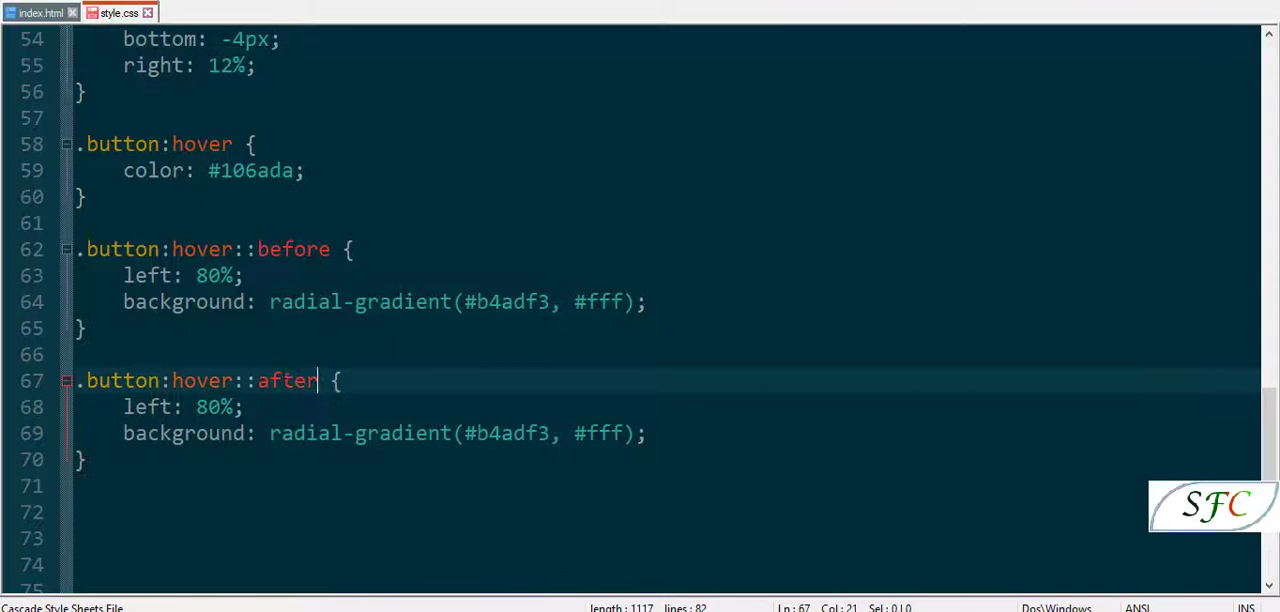 index.html style.css
54 bottom: -4px;
55 right: 12%;
56 }
57
58 .button:hover {
59 color: #106ada;
60 }
61
62 .button:hover::before {
63 left: 80%;
64 background: radial-gradient(#b4adf3, #fff);
65 }
66
67 .button:hover::after {
68 left: 80%;
69 background: radial-gradient(#b4adf3, #fff);
70 }
71
SFC
72
73
74
75
Cascade Style Sheets File length : 1117 lines : 82 Ln : 67 Col : 21 Sel : 0 | 0 Dos\Windows ANSI INS